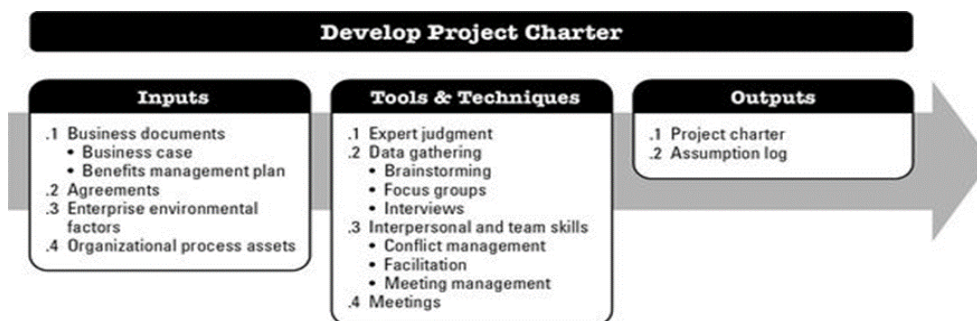 Develop Project Charter
Inputs
.1 Business documents
• Business case
• Benefits management plan
.2 Agreements
.3 Enterprise environmental
factors
.4 Organizational process assets
Tools & Techniques
.1 Expert judgment
.2 Data gathering
• Brainstorming
• Focus groups
• Interviews
.3 Interpersonal and team skills
• Conflict management
• Facilitation
• Meeting management
.4 Meetings
Outputs
.1 Project charter
.2 Assumption log